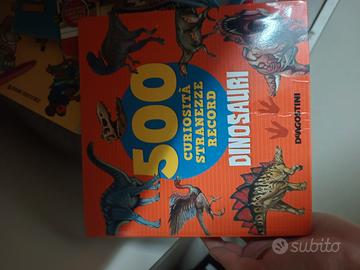 500
CURIOSITÀ
STRANEZZE
RECORD
DINOSAURI
DEAGOSTINI
subito